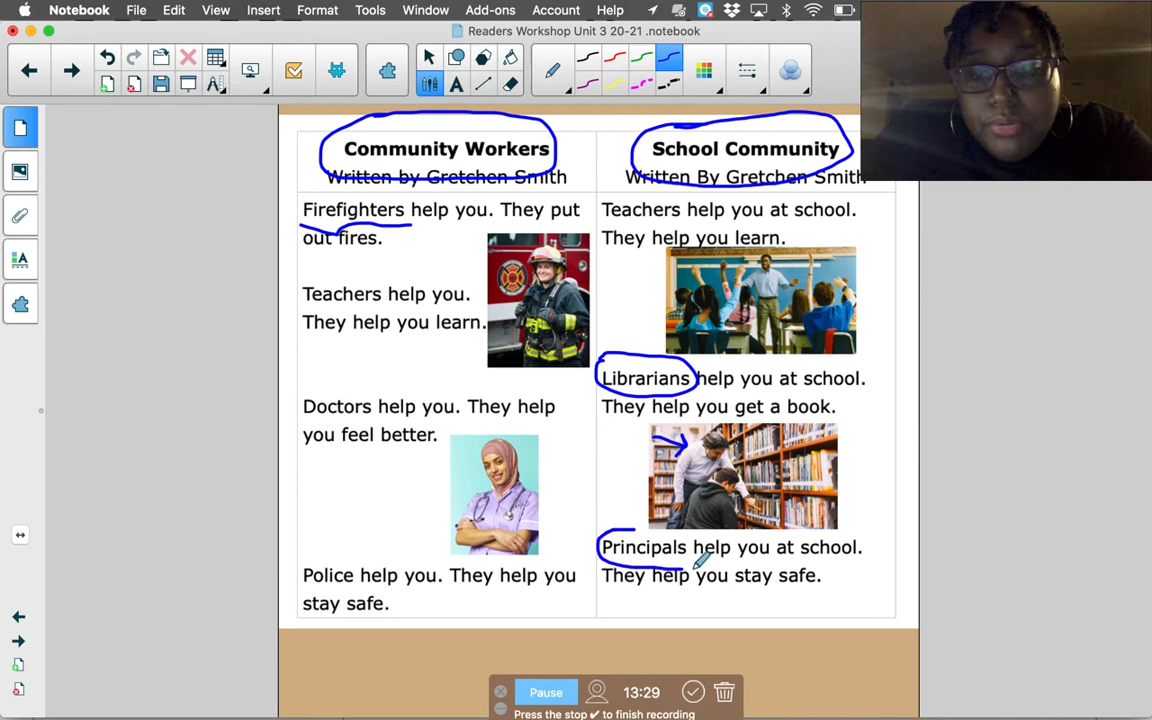 Notebook File Edit View Insert Format Tools Window Add-ons Account Help
Readers Workshop Unit 3 20-21 .notebook
Community Workers
Written by Gretchen Smith
Firefighters help you. They put
out fires.
Teachers help you.
They help you learn.
Doctors help you. They help
you feel better.
Police help you. They help you
stay safe.
School Community
Written By Gretchen Smith
Teachers help you at school.
They help you learn.
Librarians help you at school.
They help you get a book.
Principals help you at school.
They help you stay safe.
Pause 13:29
Press the stop ✔ to finish recording